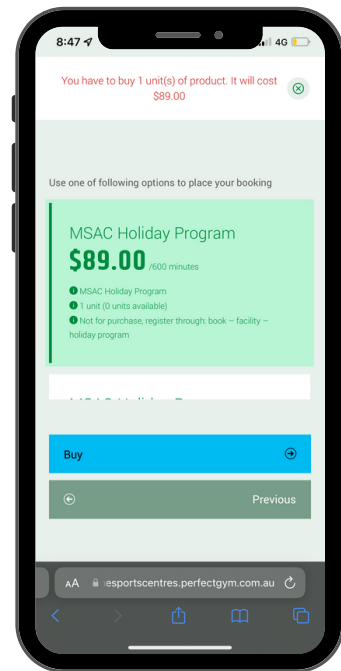 8:47
4G
You have to buy 1 unit(s) of product. It will cost
$89.00
Use one of following options to place your booking
MSAC Holiday Program
$89.00 /600 minutes
MSAC Holiday Program
1 unit (0 units available)
Not for purchase, register through: book – facility –
holiday program
Buy
Previous
AA esportscentres.perfectgym.com.au